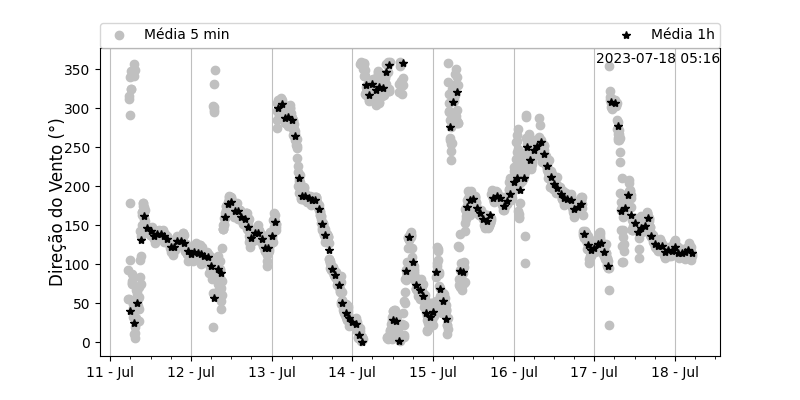 Média 5 min
Média 1h
2023-07-18 05:16
Direção do Vento (°)
350
300
250
200
150
100
50
0
11 - Jul
12 - Jul
13 - Jul
14 - Jul
15 - Jul
16 - Jul
17 - Jul
18 - Jul